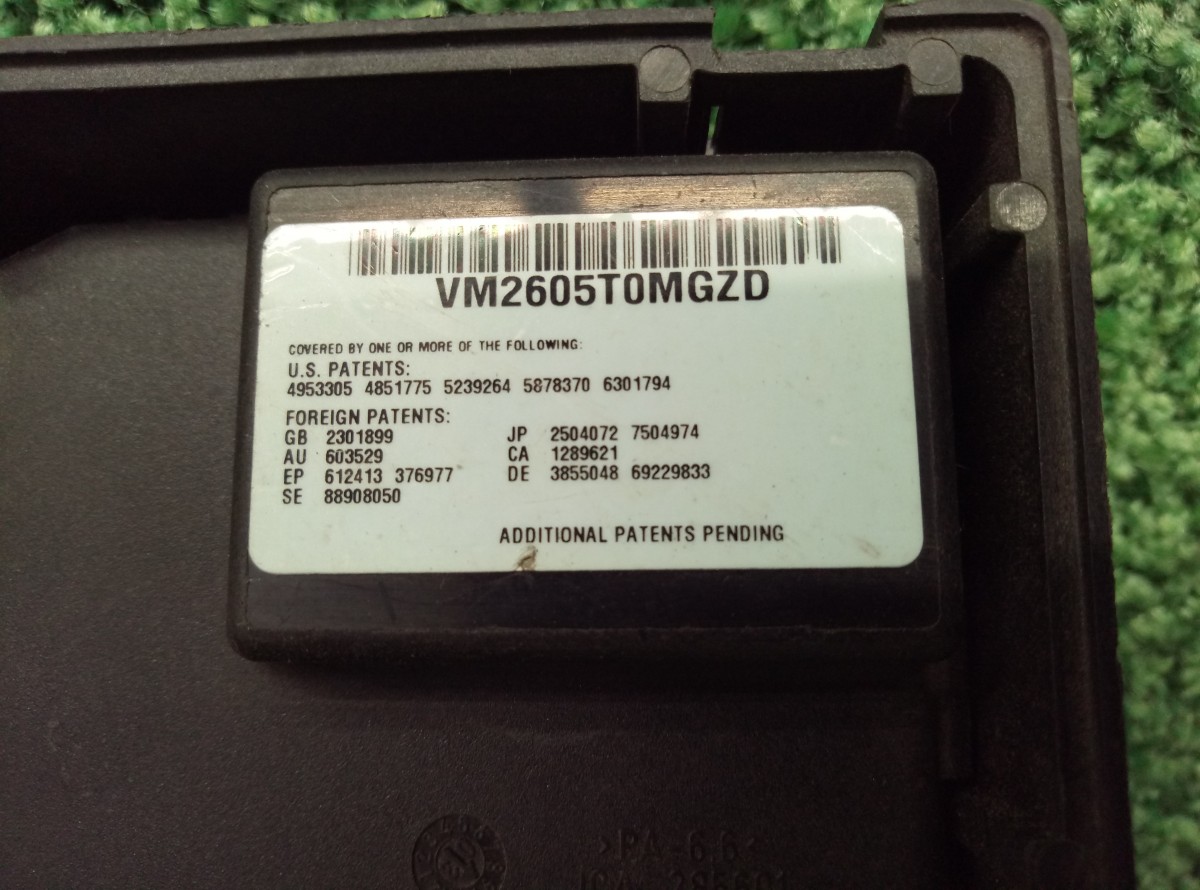 VM2605T0MGZD
COVERED BY ONE OR MORE OF THE FOLLOWING:
U.S. PATENTS:
4953305 4851775 5239264 5878370 6301794
FOREIGN PATENTS:
GB 2301899 JP 2504072 7504974
AU 603529 CA 1289621
EP 612413 376977 DE 3855048 69229833
SE 88908050
ADDITIONAL PATENTS PENDING
>PA-6.6<